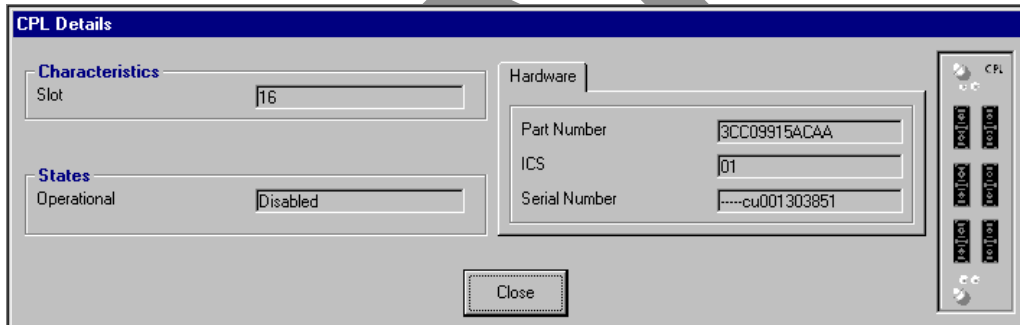 CPL Details
Characteristics
Slot 16
States
Operational Disabled
Hardware
Part Number 3CC09915ACAA
ICS 01
Serial Number -----cu001303851
Close
CPL